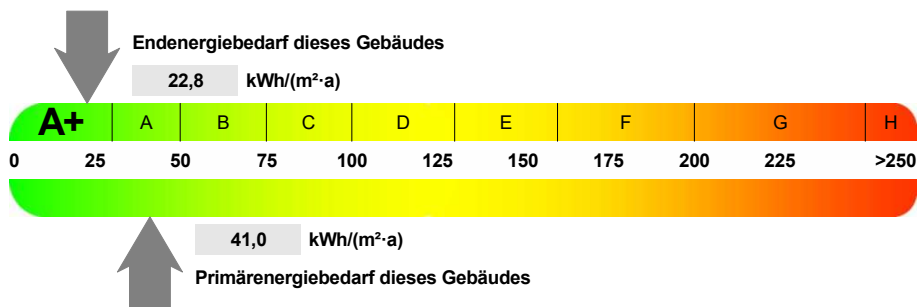 Endenergiebedarf dieses Gebäudes
22,8 kWh/(m²·a)
A+ A B C D E F G H
0 25 50 75 100 125 150 175 200 225 >250
41,0 kWh/(m²·a)
Primärenergiebedarf dieses Gebäudes